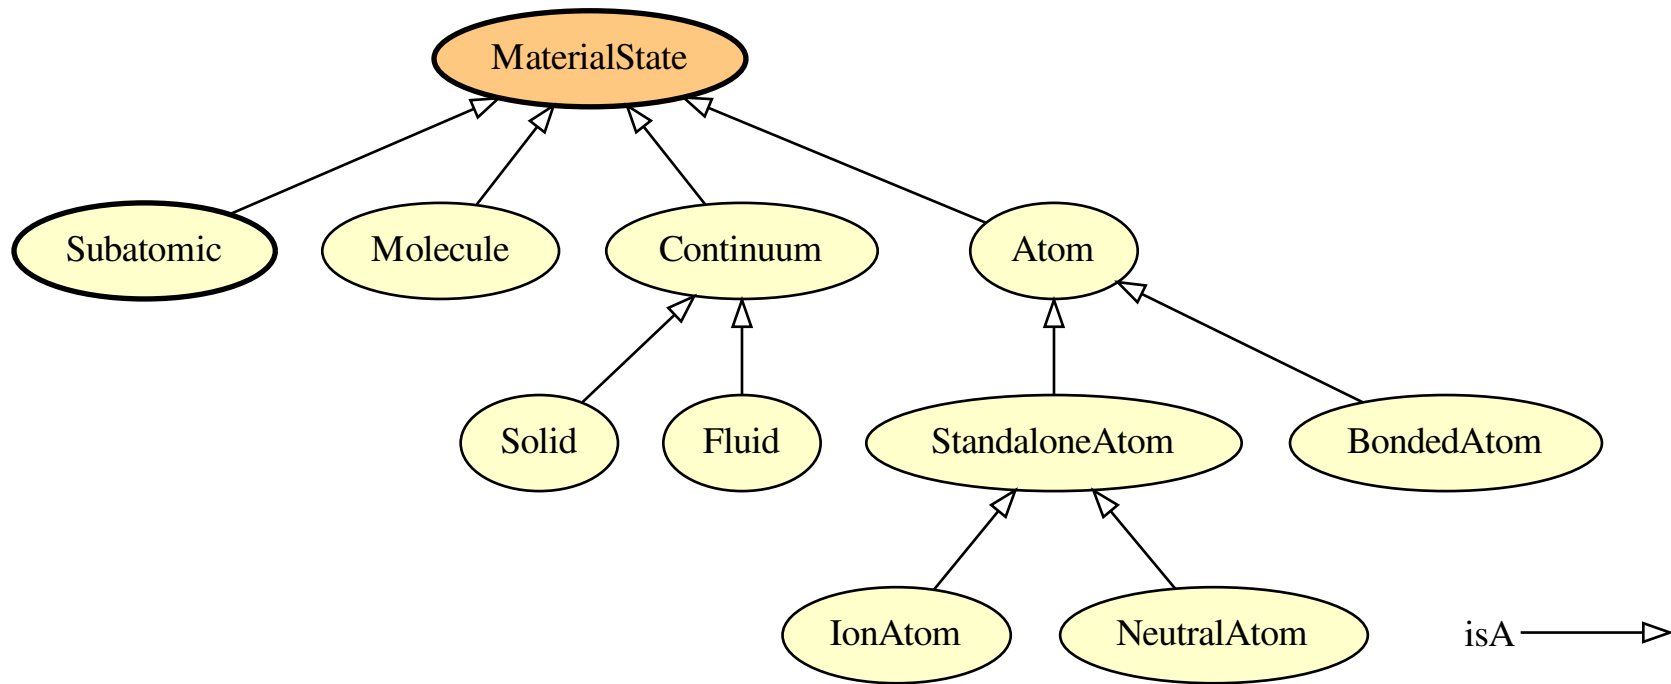 MaterialState
Subatomic
Molecule
Continuum
Atom
Solid
Fluid
StandaloneAtom
BondedAtom
IonAtom
NeutralAtom
isA